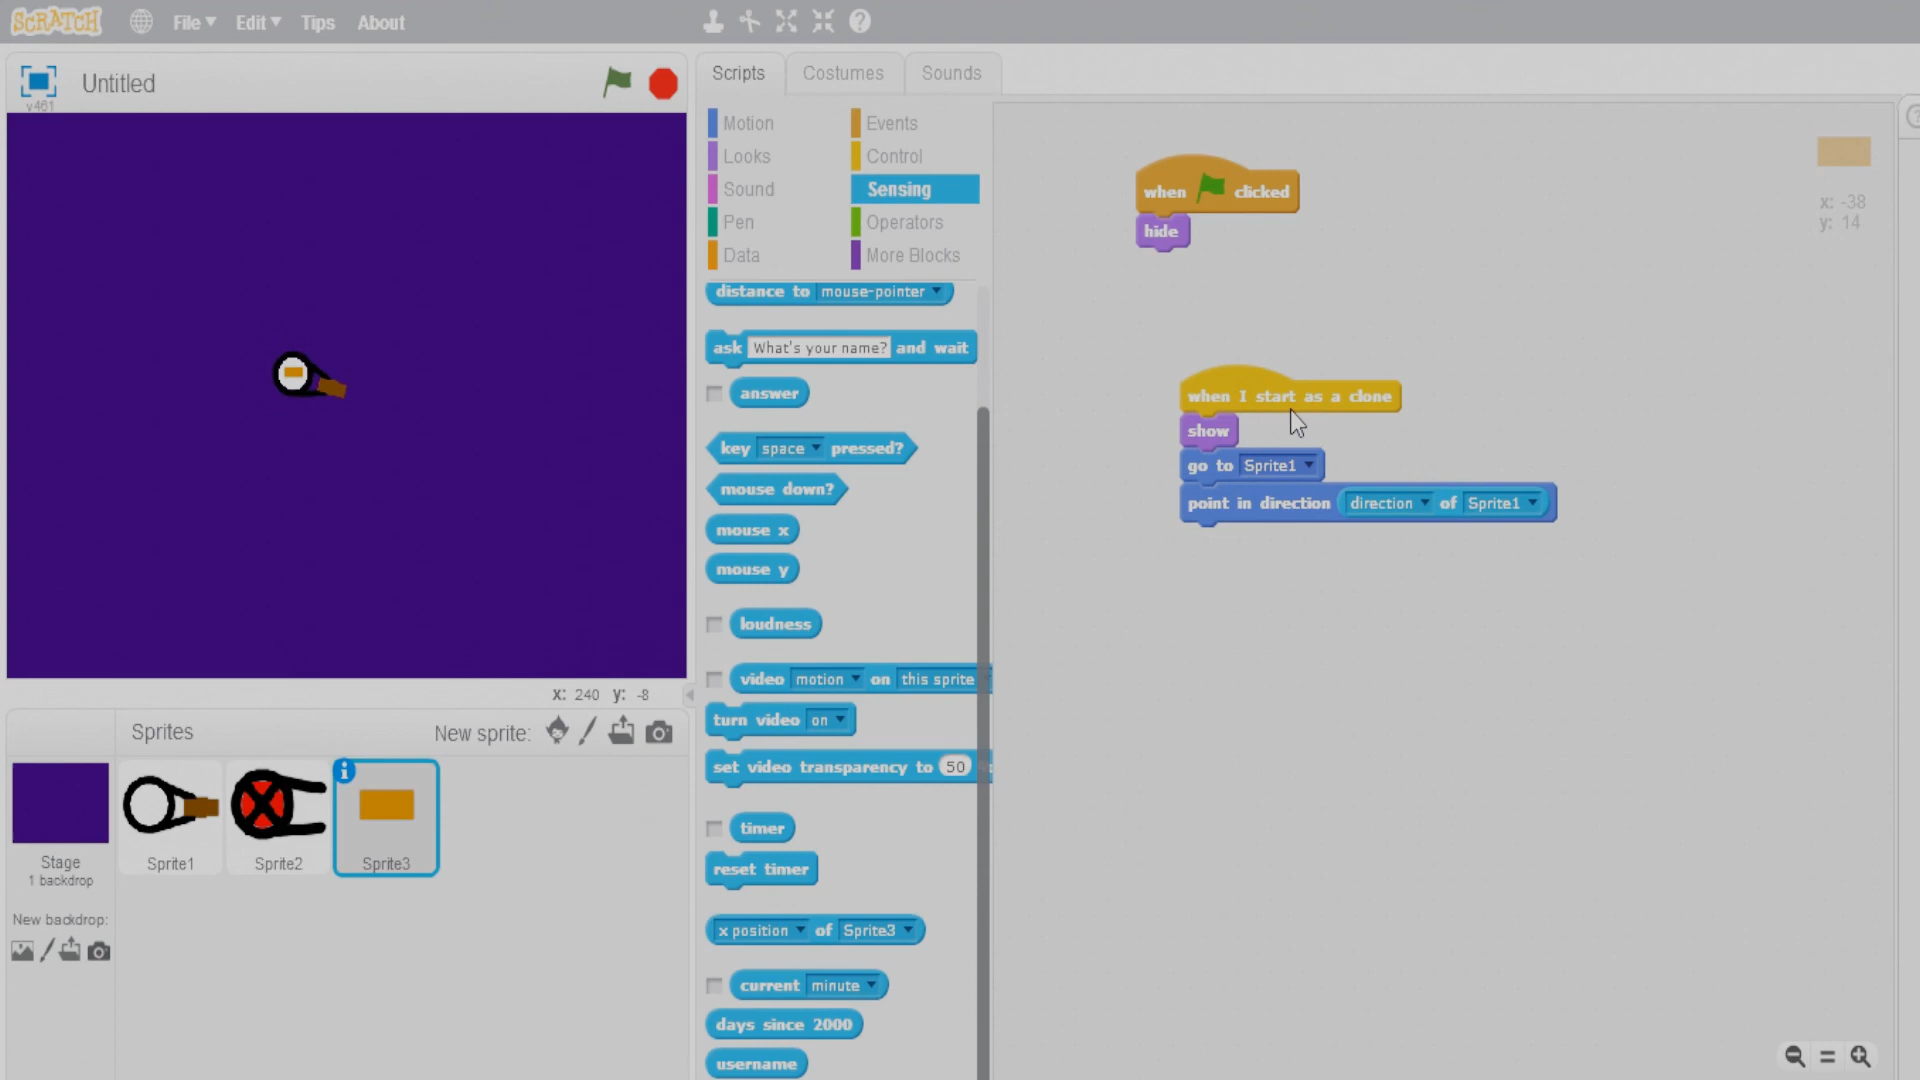 SCRATCH File Edit Tips About
v461
Untitled
Scripts Costumes Sounds
Motion Events
Looks Control
Sound Sensing
Pen Operators
Data More Blocks
distance to mouse-pointer
ask What's your name? and wait
answer
key space pressed?
mouse down?
mouse x
mouse y
loudness
video motion on this sprite
turn video on
set video transparency to 50
timer
reset timer
x position of Sprite3
current minute
days since 2000
username
when clicked
hide
when I start as a clone
show
go to Sprite1
point in direction direction of Sprite1
x: -38
y: 14
x: 240 y: -8
Sprites New sprite:
Stage
1 backdrop
New backdrop:
Sprite1 Sprite2 Sprite3